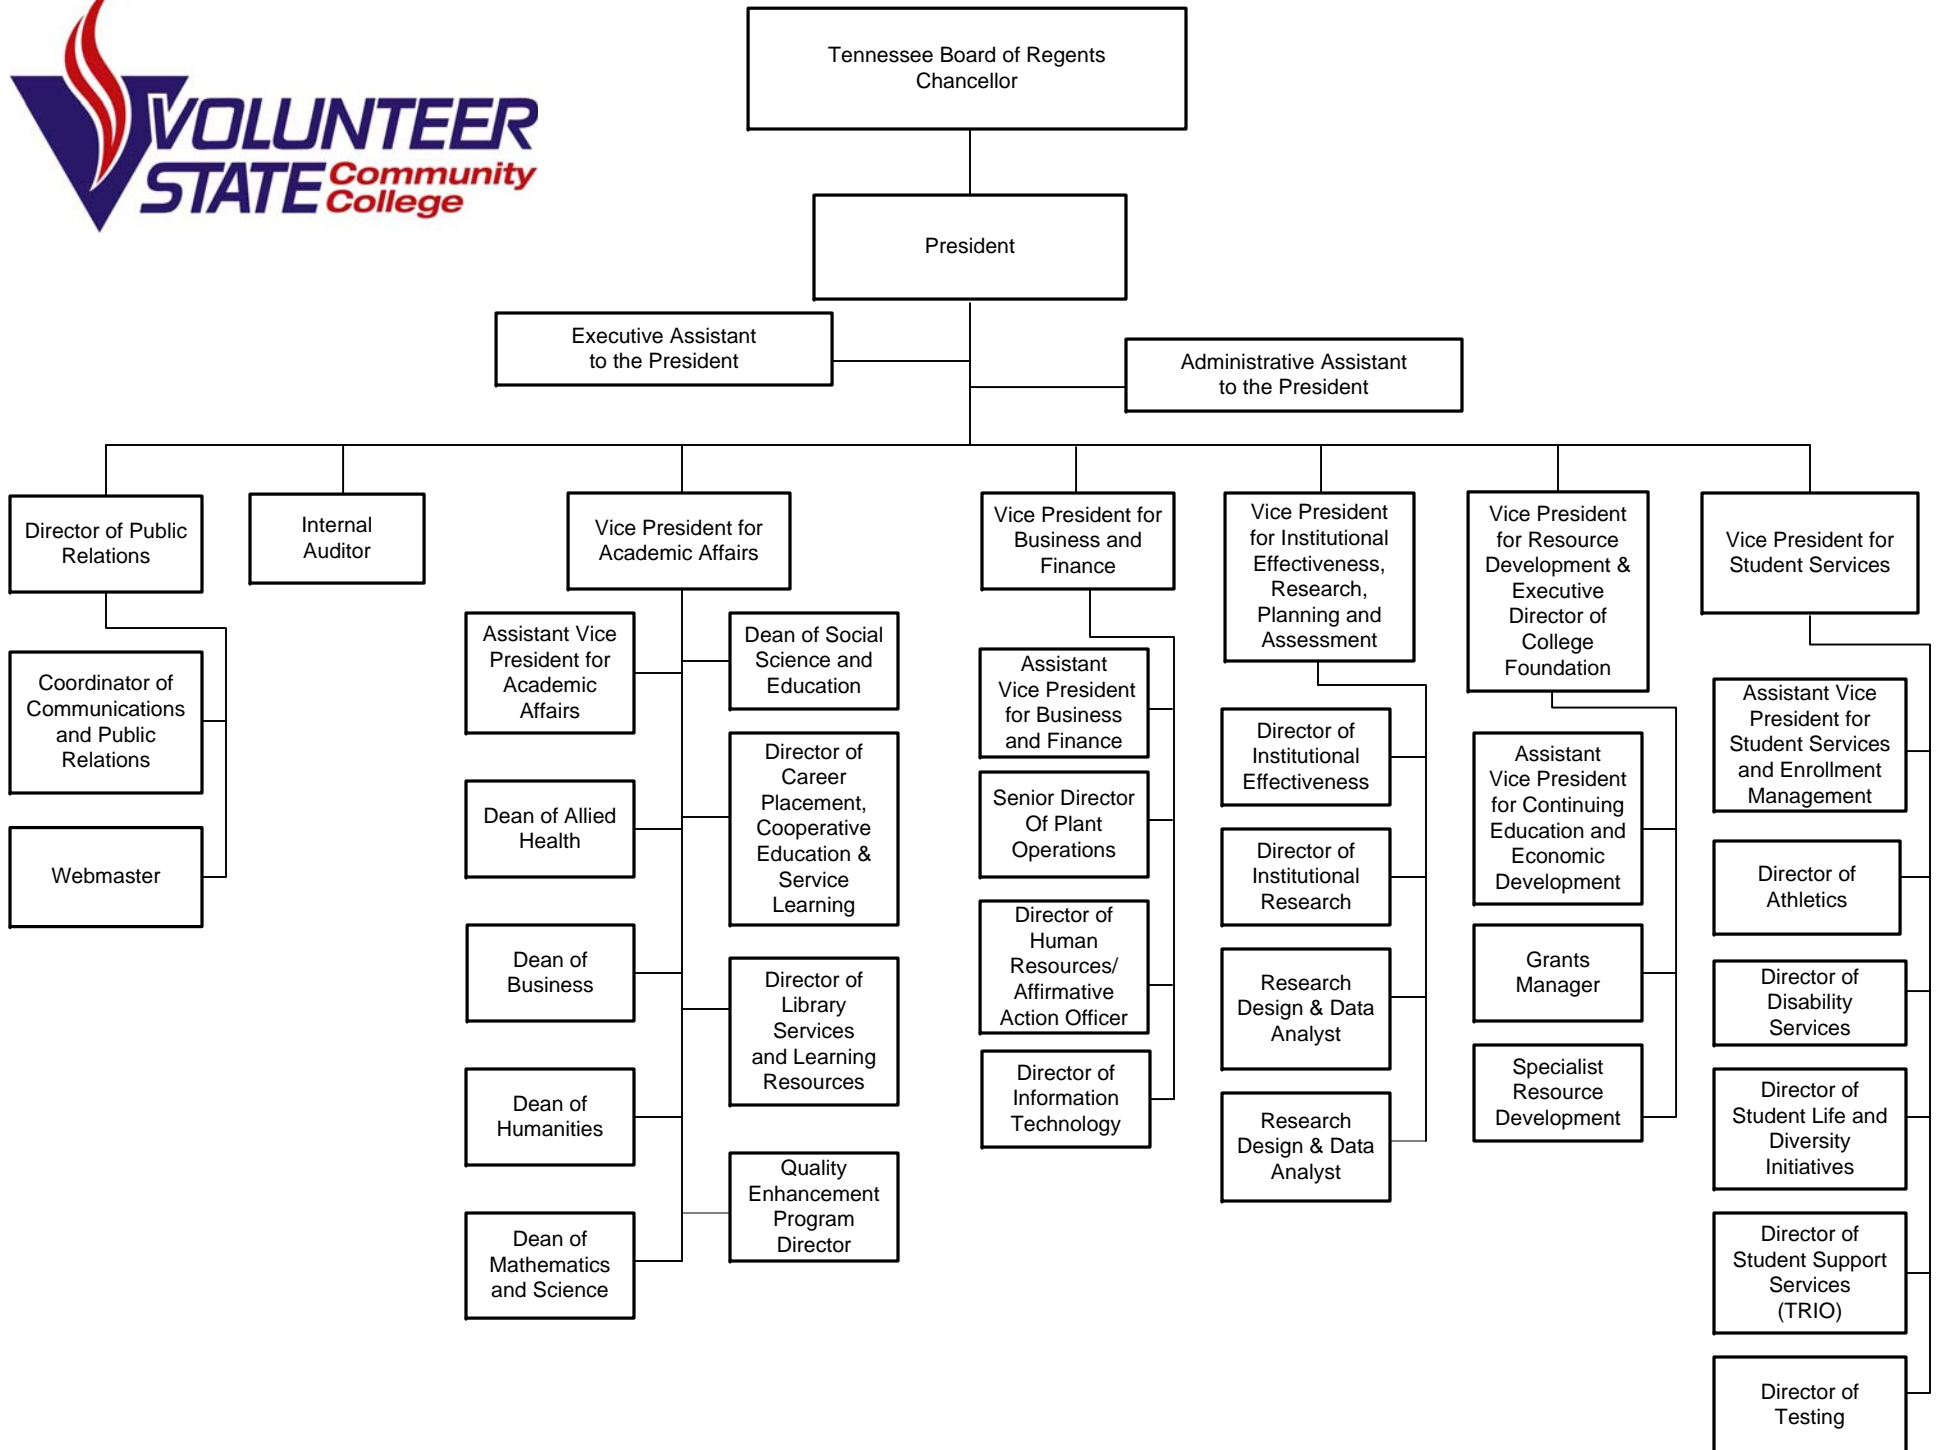 VOLUNTEER
STATE Community
College
Tennessee Board of Regents
Chancellor
President
Executive Assistant
to the President
Administrative Assistant
to the President
Director of Public
Relations
Internal
Auditor
Vice President for
Academic Affairs
Vice President for
Business and
Finance
Vice President
for Institutional
Effectiveness,
Research,
Planning and
Assessment
Vice President
for Resource
Development &
Executive
Director of
College
Foundation
Vice President for
Student Services
Coordinator of
Communications
and Public
Relations
Webmaster
Assistant Vice
President for
Academic
Affairs
Dean of Allied
Health
Dean of
Business
Dean of
Humanities
Dean of
Mathematics
and Science
Dean of Social
Science and
Education
Director of
Career
Placement,
Cooperative
Education &
Service
Learning
Director of
Library
Services
and Learning
Resources
Quality
Enhancement
Program
Director
Assistant
Vice President
for Business
and Finance
Senior Director
Of Plant
Operations
Director of
Human
Resources/
Affirmative
Action Officer
Director of
Information
Technology
Director of
Institutional
Effectiveness
Director of
Institutional
Research
Research
Design & Data
Analyst
Research
Design & Data
Analyst
Assistant
Vice President
for Continuing
Education and
Economic
Development
Grants
Manager
Specialist
Resource
Development
Assistant Vice
President for
Student Services
and Enrollment
Management
Director of
Athletics
Director of
Disability
Services
Director of
Student Life and
Diversity
Initiatives
Director of
Student Support
Services
(TRIO)
Director of
Testing